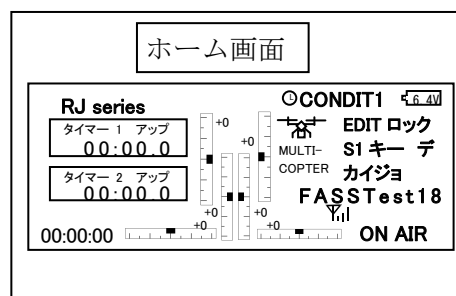 ホーム画面
CONDIT1 6.4V
RJ series
タイマー 1 アップ
00:00.0
タイマー 2 アップ
00:00.0
+0
+0
+0
+0
+0
+0
MULTI-
COPTER
EDIT ロック
S1 キー デ
カイジョ
FASSTest18
00:00:00
ON AIR